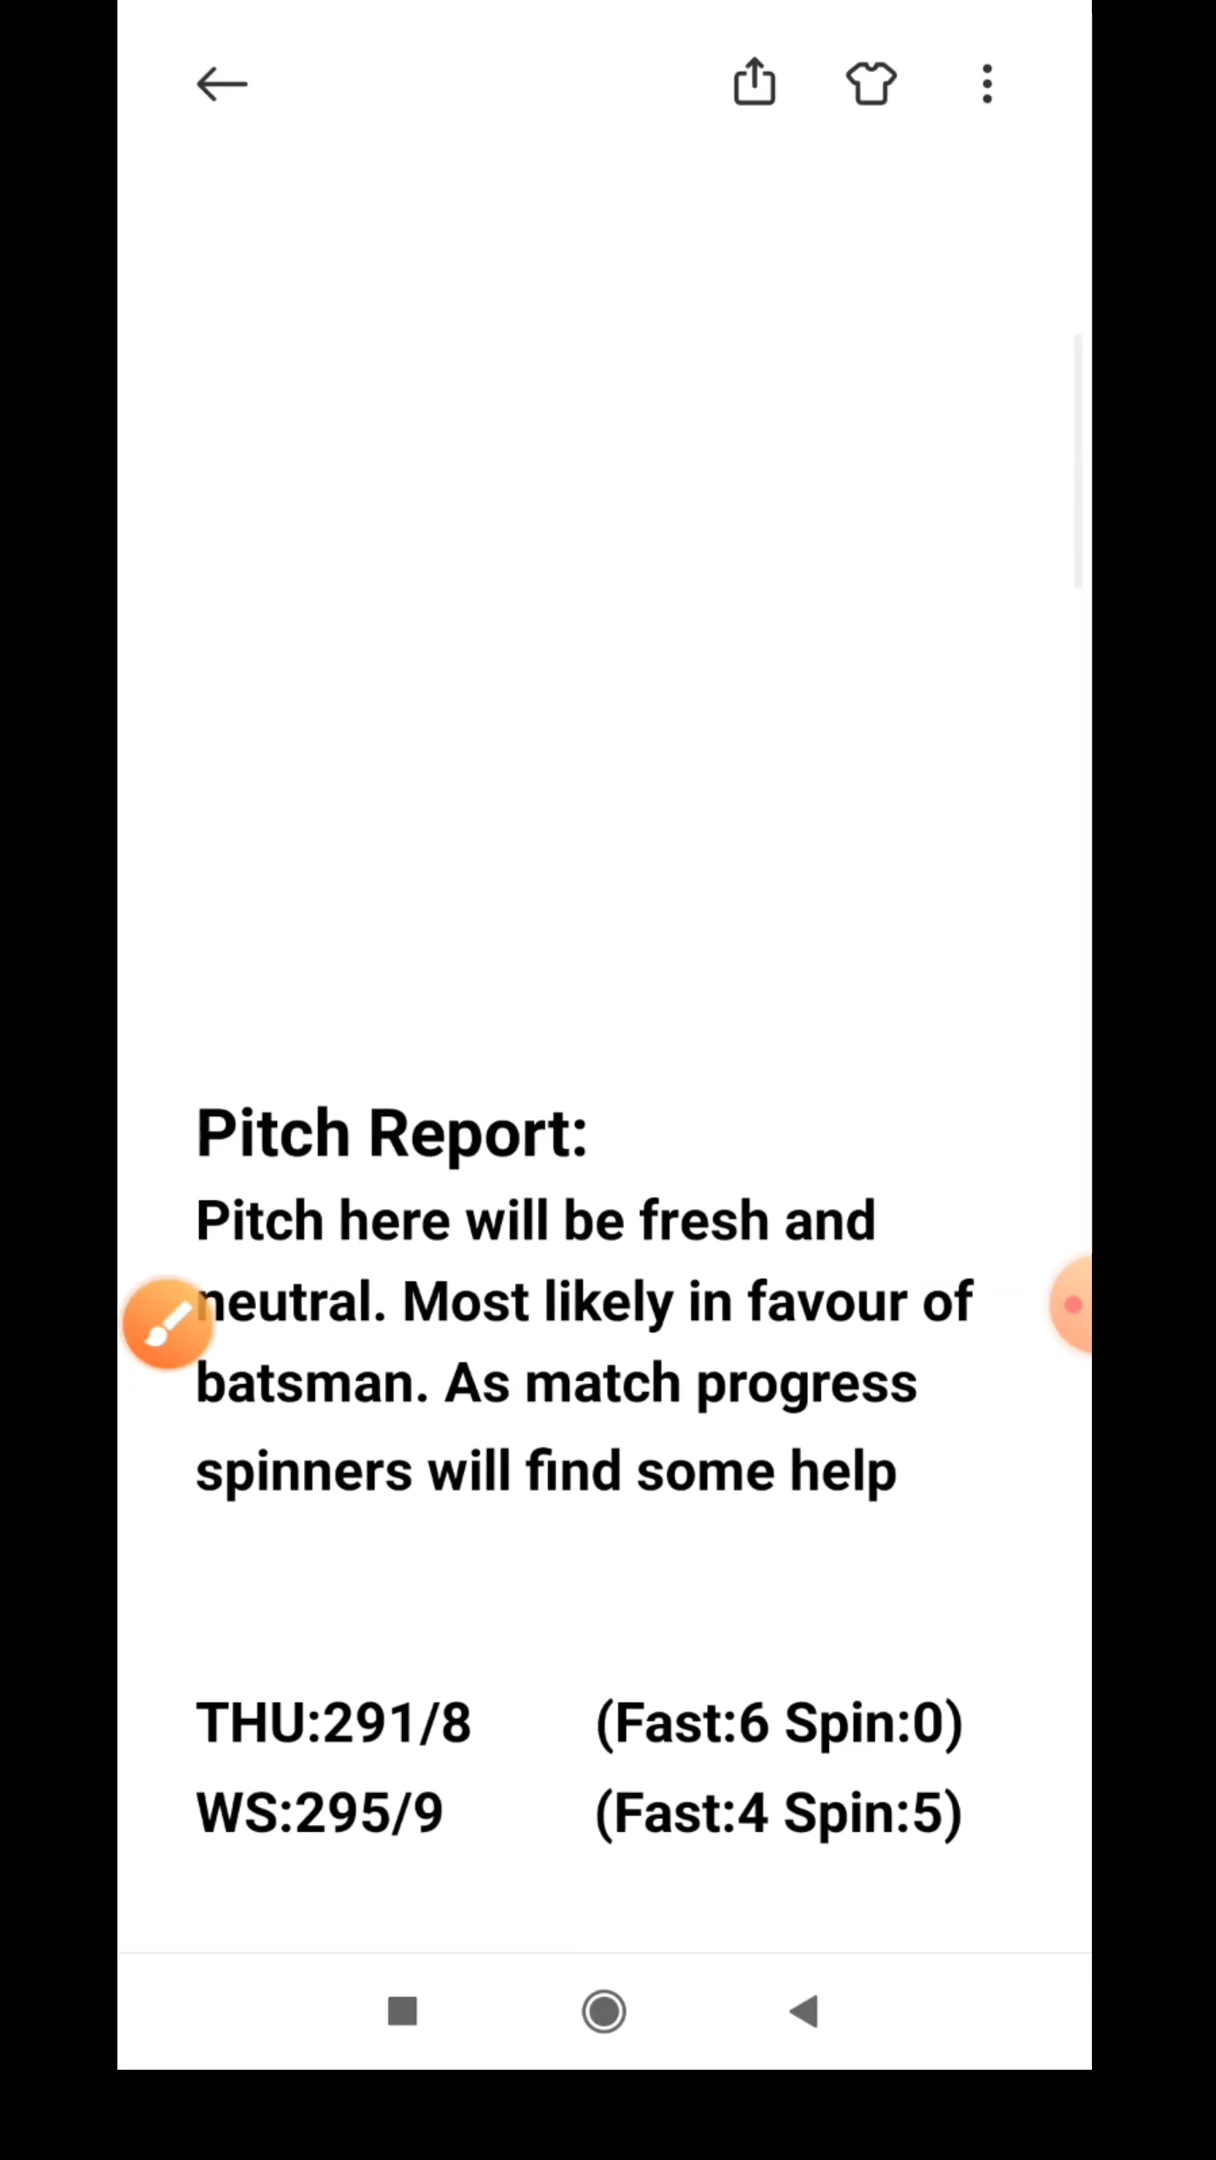 Pitch Report:
Pitch here will be fresh and
neutral. Most likely in favour of
batsman. As match progress
spinners will find some help
THU:291/8 (Fast:6 Spin:0)
WS:295/9 (Fast:4 Spin:5)